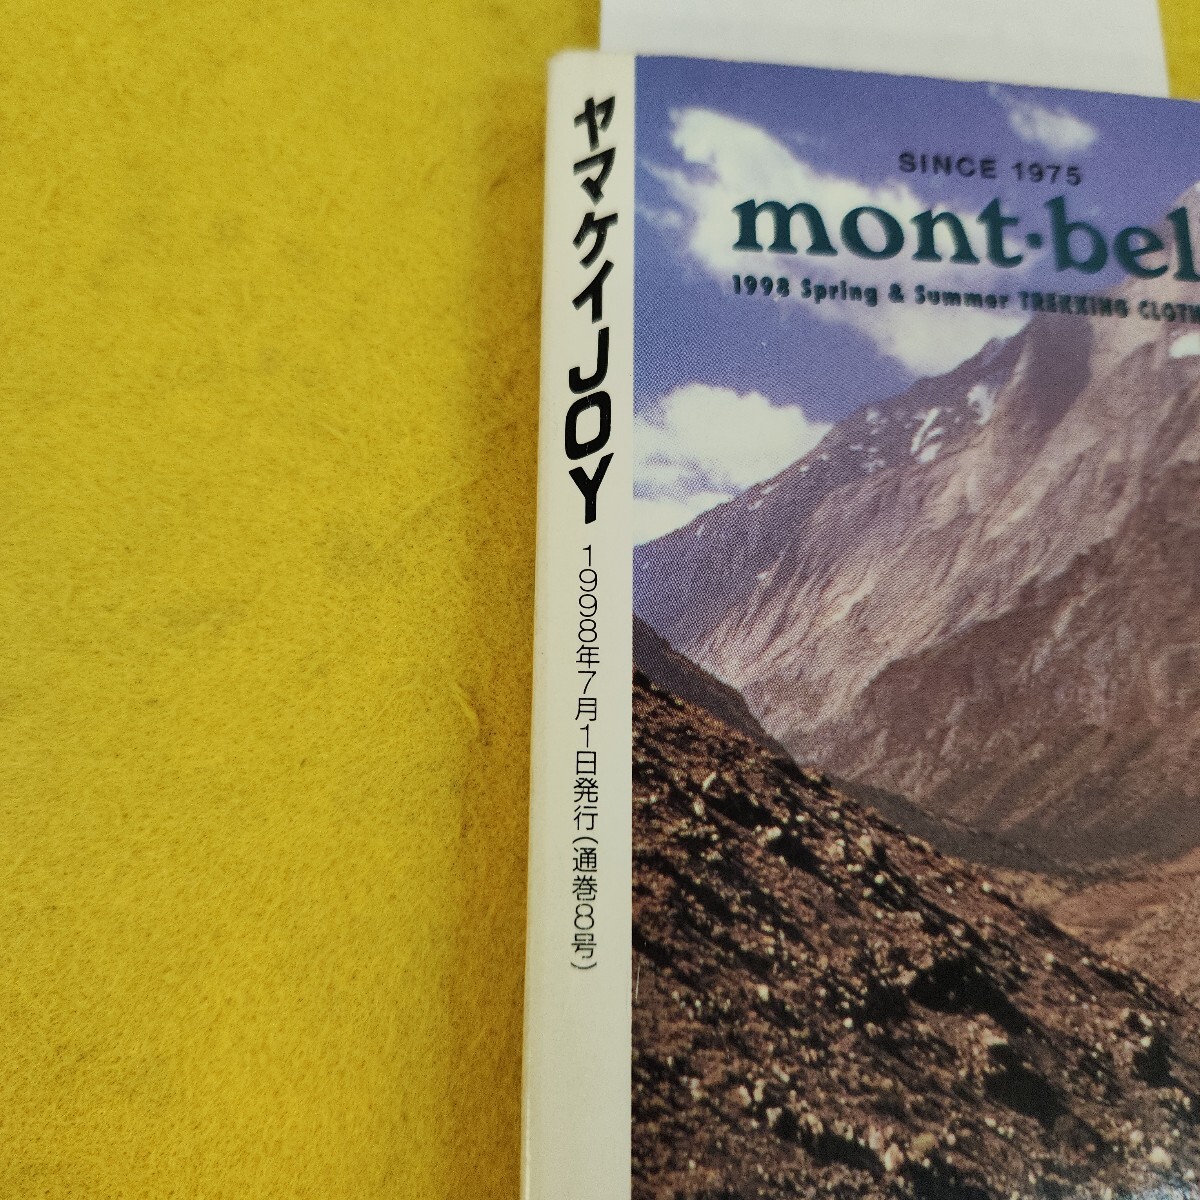 ヤマケイJOY 1998年7月1日発行(通巻8号)
SINCE 1975
mont·bel
1998 Spring & Summer TREKKING CLOTH